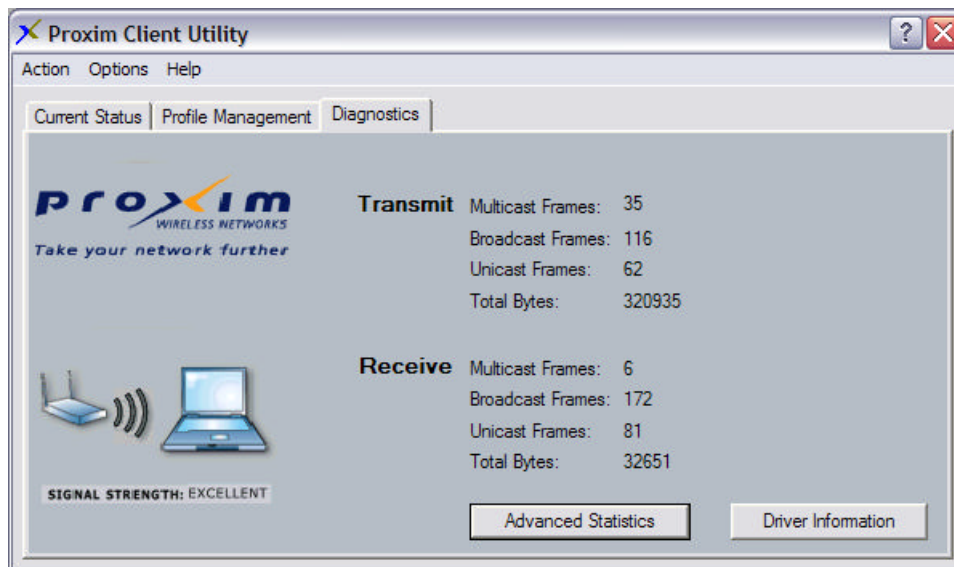 Proxim Client Utility
Action Options Help
Current Status Profile Management Diagnostics
proxim
WIRELESS NETWORKS
Take your network further
Transmit Multicast Frames: 35
Broadcast Frames: 116
Unicast Frames: 62
Total Bytes: 320935
Receive Multicast Frames: 6
Broadcast Frames: 172
Unicast Frames: 81
Total Bytes: 32651
SIGNAL STRENGTH: EXCELLENT
Advanced Statistics Driver Information